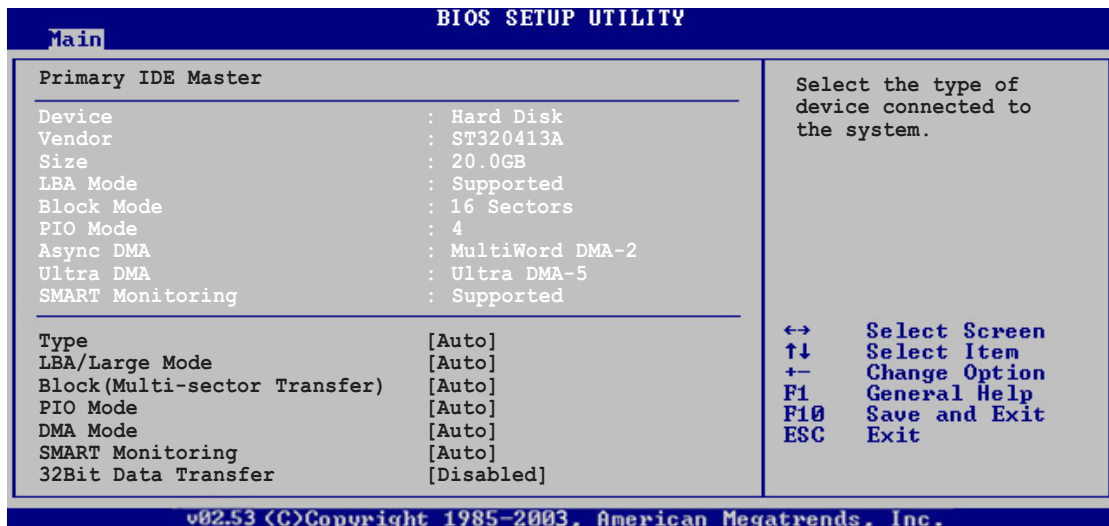 BIOS SETUP UTILITY
Main
Primary IDE Master
Device : Hard Disk
Vendor : ST320413A
Size : 20.0GB
LBA Mode : Supported
Block Mode : 16 Sectors
PIO Mode : 4
Async DMA : MultiWord DMA-2
Ultra DMA : Ultra DMA-5
SMART Monitoring : Supported
Type [Auto]
LBA/Large Mode [Auto]
Block(Multi-sector Transfer) [Auto]
PIO Mode [Auto]
DMA Mode [Auto]
SMART Monitoring [Auto]
32Bit Data Transfer [Disabled]
Select the type of
device connected to
the system.
←→ Select Screen
↑↓ Select Item
+- Change Option
F1 General Help
F10 Save and Exit
ESC Exit
v02.53 (C)Copyright 1985-2003, American Megatrends, Inc.